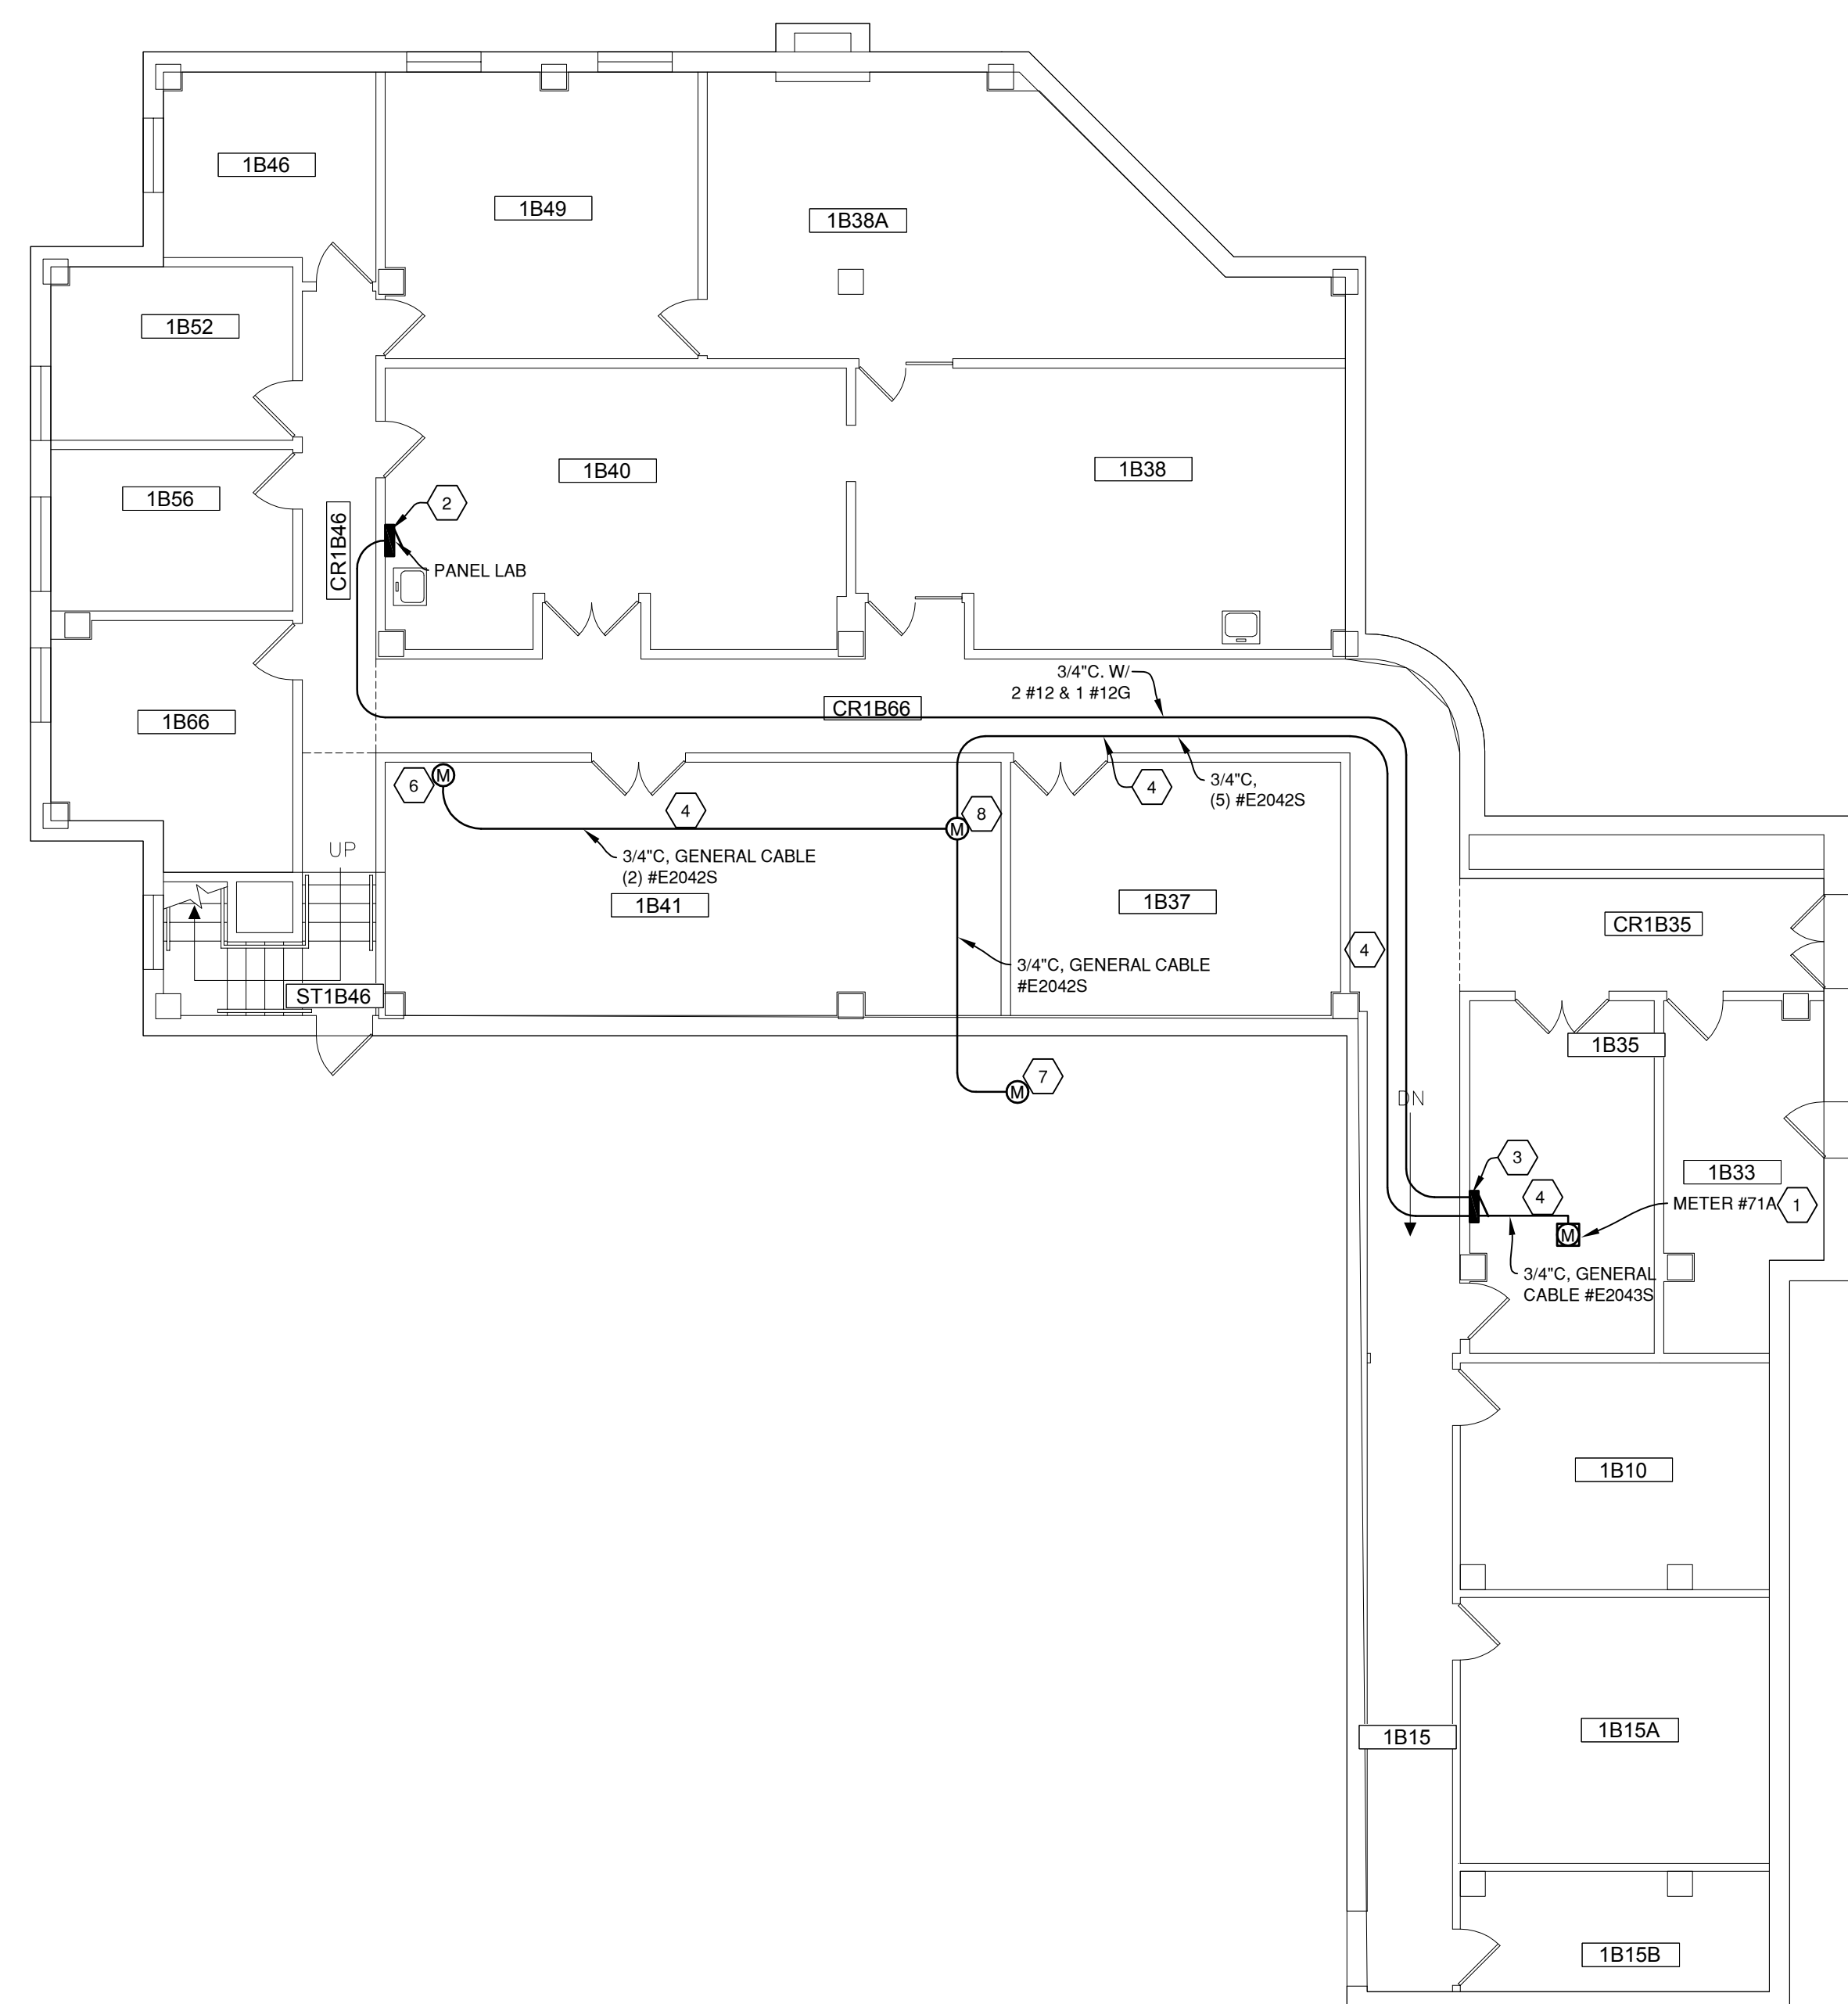 1B46
1B49
1B38A
1B52
1B40
1B38
1B56
2
CR1B46
PANEL LAB
3/4"C. W/
2 #12 & 1 #12G
CR1B66
1B66
6
M
4
8
M
4
3/4"C,
(5) #E2042S
UP
3/4"C, GENERAL CABLE
(2) #E2042S
1B41
1B37
CR1B35
4
3/4"C, GENERAL CABLE
#E2042S
ST1B46
1B35
M
7
DN
3
1B33
4
METER #71A
1
M
3/4"C, GENERAL
CABLE #E2043S
1B10
1B15
1B15A
1B15B